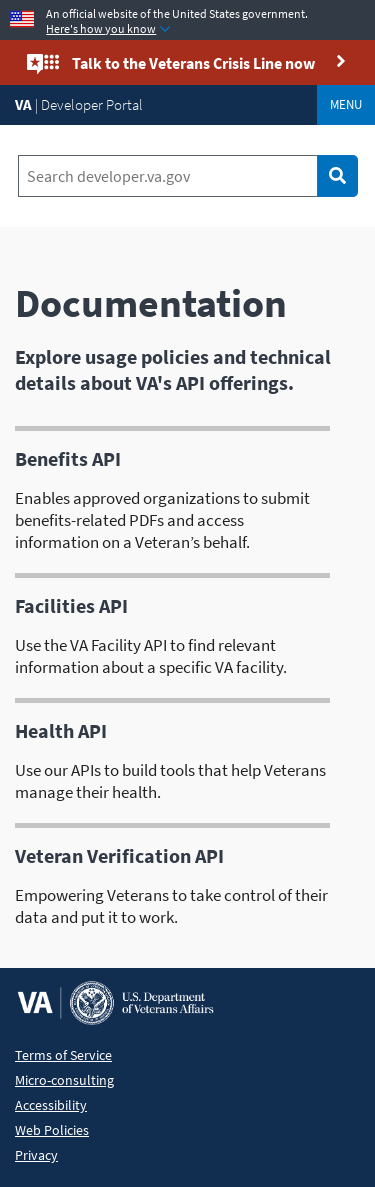 An official website of the United States government.
Here's how you know
Talk to the Veterans Crisis Line now
VA | Developer Portal
MENU
Search developer.va.gov
Documentation
Explore usage policies and technical
details about VA's API offerings.
Benefits API
Enables approved organizations to submit
benefits-related PDFs and access
information on a Veteran’s behalf.
Facilities API
Use the VA Facility API to find relevant
information about a specific VA facility.
Health API
Use our APIs to build tools that help Veterans
manage their health.
Veteran Verification API
Empowering Veterans to take control of their
data and put it to work.
VA
U.S. Department
of Veterans Affairs
Terms of Service
Micro-consulting
Accessibility
Web Policies
Privacy